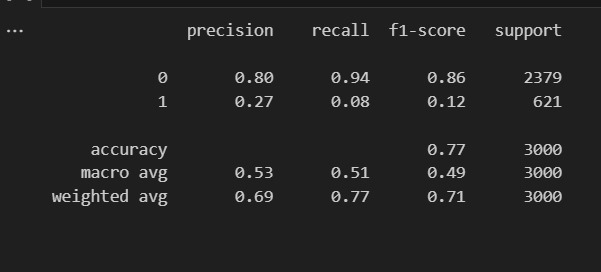 ...
precision recall f1-score support
0 0.80 0.94 0.86 2379
1 0.27 0.08 0.12 621
accuracy 0.77 3000
macro avg 0.53 0.51 0.49 3000
weighted avg 0.69 0.77 0.71 3000